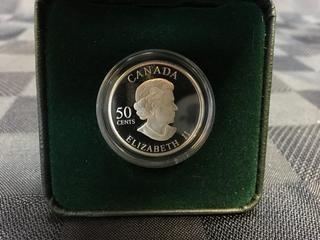 CANADA
50
CENTS
ELIZABETH II